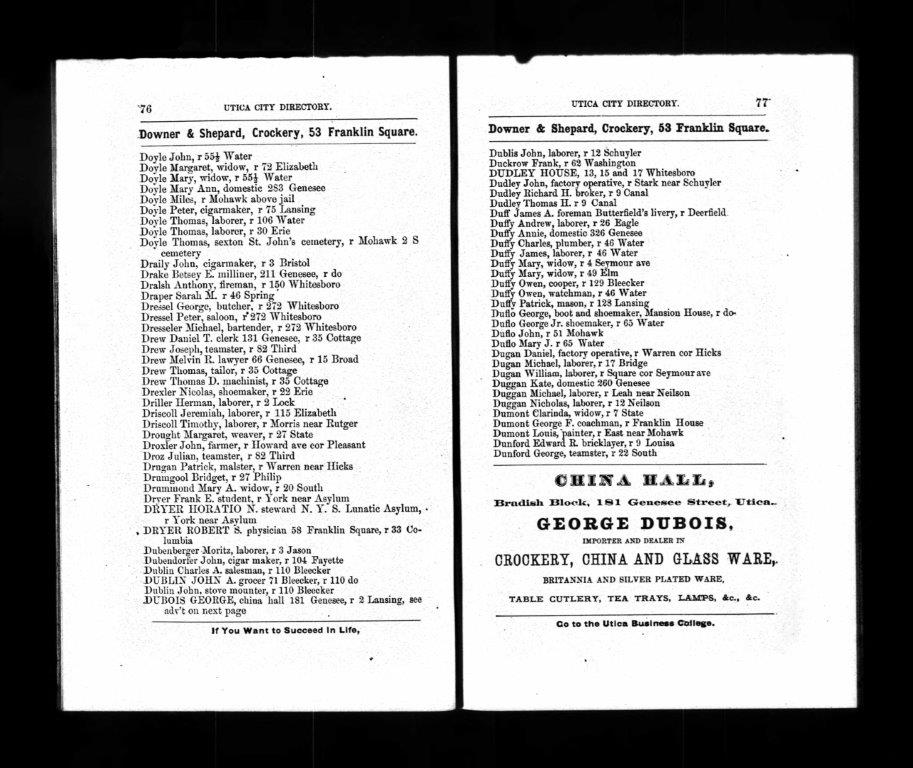 76
UTICA CITY DIRECTORY.
Downer & Shepard, Crockery, 53 Franklin Square.
Doyle John, r 55½ Water
Doyle Margaret, widow, r 72 Elizabeth
Doyle Mary, widow, r 55½ Water
Doyle Mary Ann, domestic 283 Genesee
Doyle Miles, r Mohawk above jail
Doyle Peter, cigarmaker, r 75 Lansing
Doyle Thomas, laborer, r 106 Water
Doyle Thomas, laborer, r 30 Erie
Doyle Thomas, sexton St. John's cemetery, r Mohawk 2 S
cemetery
Draily John, cigarmaker, r 3 Bristol
Drake Betsey E. milliner, 211 Genesee, r do
Dralsh Anthony, fireman, r 150 Whitesboro
Draper Sarah M. r 46 Spring
Dressel George, butcher, r 272 Whitesboro
Dressel Peter, saloon, r 272 Whitesboro
Dresseler Michael, bartender, r 272 Whitesboro
Drew Daniel T. clerk 131 Genesee, r 35 Cottage
Drew Joseph, teamster, r 82 Third
Drew Melvin R. lawyer 66 Genesee, r 15 Broad
Drew Thomas, tailor, r 35 Cottage
Drew Thomas D. machinist, r 35 Cottage
Drexler Nicolas, shoemaker, r 22 Erie
Driller Herman, laborer, r 2 Lock
Driscoll Jeremiah, laborer, r 115 Elizabeth
Driscoll Timothy, laborer, r Morris near Rutger
Drought Margaret, weaver, r 27 State
Droxler John, farmer, r Howard ave cor Pleasant
Droz Julian, teamster, r 82 Third
Drugan Patrick, malster, r Warren near Hicks
Drumgool Bridget, r 27 Philip
Drummond Mary A. widow, r 20 South
Dryer Frank E. student, r York near Asylum
DRYER HORATIO N. steward N. Y. S. Lunatic Asylum,
r York near Asylum
DRYER ROBERT S. physician 58 Franklin Square, r 33 Co-
lumbia
Dubenberger Moritz, laborer, r 3 Jason
Dubendorfer John, cigar maker, r 104 Fayette
Dublin Charles A. salesman, r 110 Bleecker
DUBLIN JOHN A. grocer 71 Bleecker, r 110 do
Dublin John, stove mounter, r 110 Bleecker
DUBOIS GEORGE, china hall 181 Genesee, r 2 Lansing, see
adv't on next page
If You Want to Succeed in Life,
UTICA CITY DIRECTORY.
77
Downer & Shepard, Crockery, 53 Franklin Square.
Dublis John, laborer, r 12 Schuyler
Duckrow Frank, r 62 Washington
DUDLEY HOUSE, 13, 15 and 17 Whitesboro
Dudley John, factory operative, r Stark near Schuyler
Dudley Richard H. broker, r 9 Canal
Dudley Thomas H. r 9 Canal
Duff James A. foreman Butterfield's livery, r Deerfield
Duffy Andrew, laborer, r 26 Eagle
Duffy Annie, domestic 326 Genesee
Duffy Charles, plumber, r 46 Water
Duffy James, laborer, r 46 Water
Duffy Mary, widow, r 4 Seymour ave
Duffy Mary, widow, r 49 Elm
Duffy Owen, cooper, r 129 Bleecker
Duffy Owen, watchman, r 46 Water
Duffy Patrick, mason, r 128 Lansing
Duflo George, boot and shoemaker, Mansion House, r do
Duflo George Jr. shoemaker, r 65 Water
Duflo John, r 51 Mohawk
Duflo Mary J. r 65 Water
Dugan Daniel, factory operative, r Warren cor Hicks
Dugan Michael, laborer, r 17 Bridge
Dugan William, laborer, r Square cor Seymour ave
Duggan Kate, domestic 260 Genesee
Duggan Michael, laborer, r Leah near Neilson
Duggan Nicholas, laborer, r 12 Neilson
Dumont Clarinda, widow, r 7 State
Dumont George F. coachman, r Franklin House
Dumont Louis, painter, r East near Mohawk
Dunford Edward R. bricklayer, r 9 Louisa
Dunford George, teamster, r 22 South
CHINA HALL,
Bradish Block, 181 Genesee Street, Utica.
GEORGE DUBOIS,
IMPORTER AND DEALER IN
CROCKERY, CHINA AND GLASS WARE,
BRITANNIA AND SILVER PLATED WARE,
TABLE CUTLERY, TEA TRAYS, LAMPS, &c., &c.
Go to the Utica Business College.